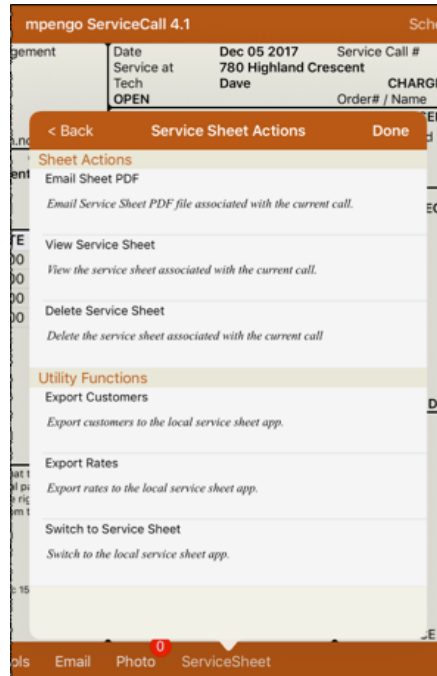 mpengo ServiceCall 4.1
Date Dec 05 2017 Service Call #
Service at 780 Highland Crescent
Tech Dave
OPEN Order# / Name
< Back Service Sheet Actions Done
Sheet Actions
Email Sheet PDF
Email Service Sheet PDF file associated with the current call.
View Service Sheet
View the service sheet associated with the current call.
Delete Service Sheet
Delete the service sheet associated with the current call
Utility Functions
Export Customers
Export customers to the local service sheet app.
Export Rates
Export rates to the local service sheet app.
Switch to Service Sheet
Switch to the local service sheet app.
0
Email Photo ServiceSheet